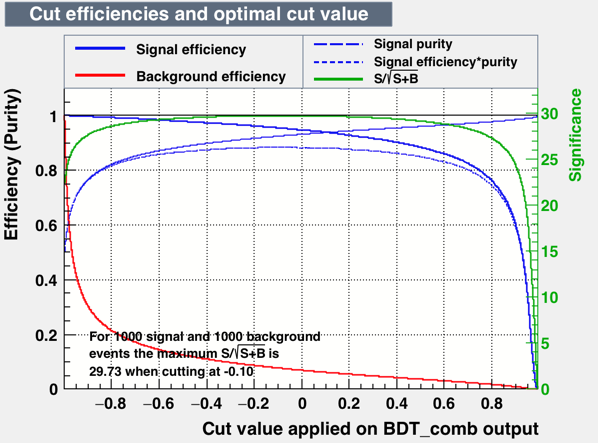 Cut efficiencies and optimal cut value
Signal efficiency
Background efficiency
Signal purity
Signal efficiency*purity
S/√S+B
Efficiency (Purity)
1
0.8
0.6
0.4
0.2
0
30
25
20
15
10
5
0
Significance
For 1000 signal and 1000 background
events the maximum S/√S+B is
29.73 when cutting at -0.10
−0.8 −0.6 −0.4 −0.2 0 0.2 0.4 0.6 0.8
Cut value applied on BDT_comb output